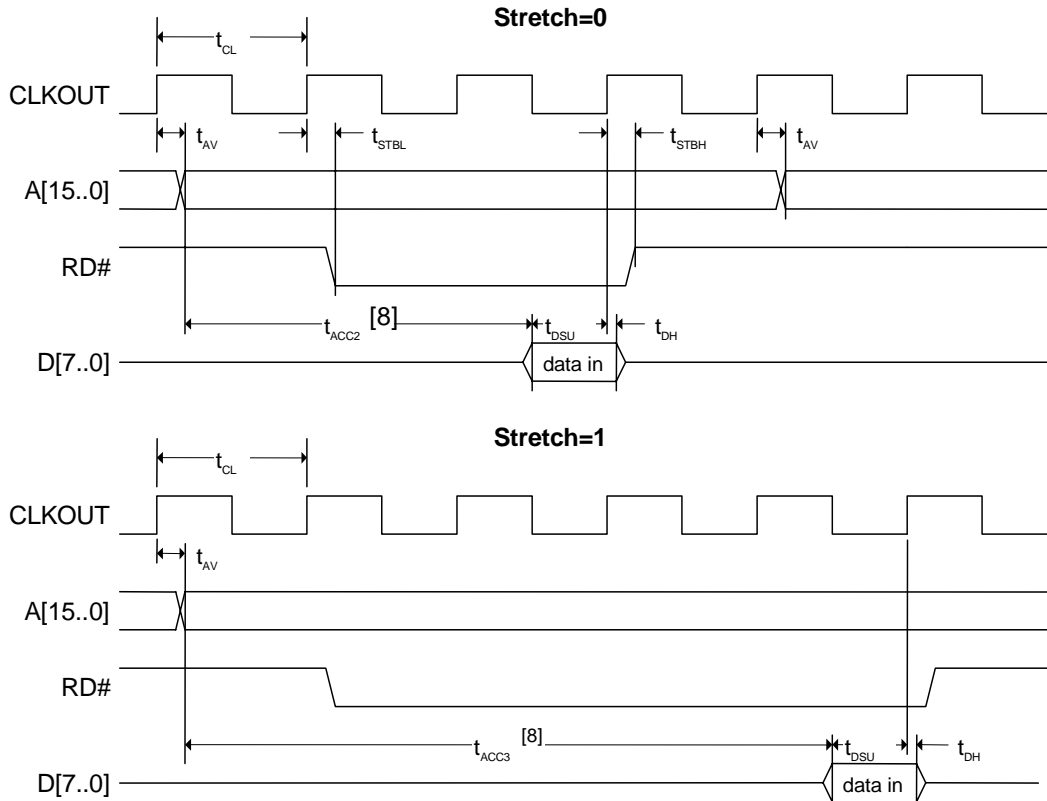 Stretch=0
tCL
CLKOUT
tAV tSTBL tSTBH tAV
A[15..0]
RD#
tACC2 [8] tDSU tDH
D[7..0] data in
Stretch=1
tCL
CLKOUT
tAV
A[15..0]
RD#
tACC3 [8] tDSU tDH
D[7..0] data in